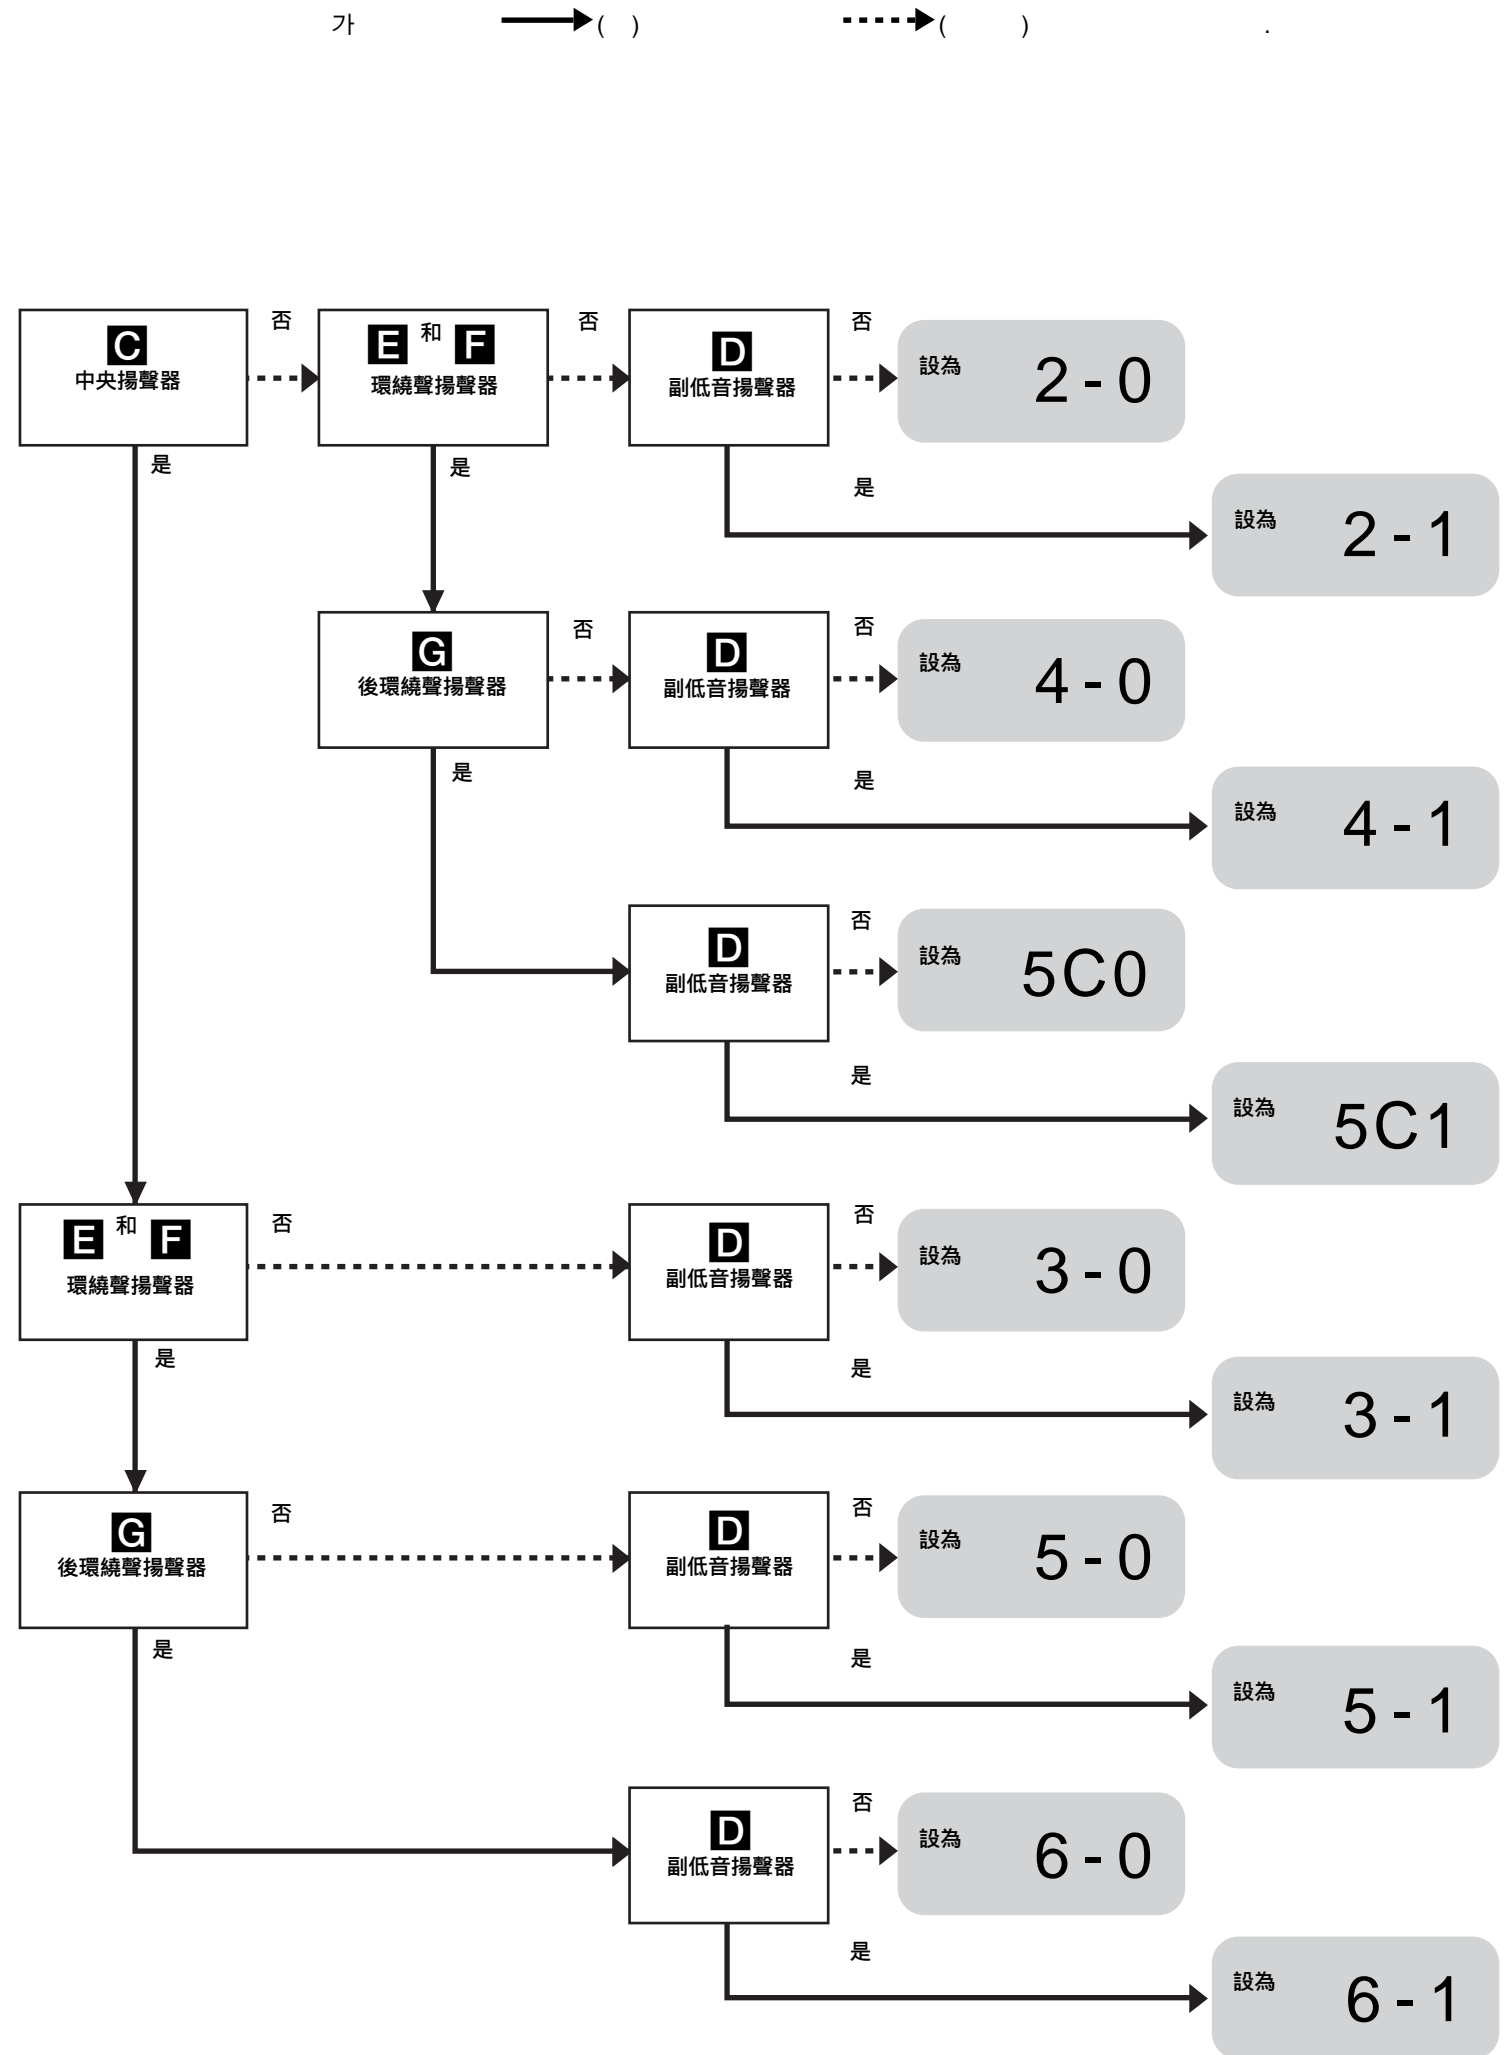 가 ( ) ( ) .
否 否 否
C
中央揚聲器
E 和 F
環繞聲揚聲器
D
副低音揚聲器
設為 2-0
是 是 是
設為 2-1
否 否
G
後環繞聲揚聲器
D
副低音揚聲器
設為 4-0
是 是
設為 4-1
否
D
副低音揚聲器
設為 5C0
是
設為 5C1
否 否
E 和 F
環繞聲揚聲器
D
副低音揚聲器
設為 3-0
是 是
設為 3-1
否 否
G
後環繞聲揚聲器
D
副低音揚聲器
設為 5-0
是 是
設為 5-1
否
D
副低音揚聲器
設為 6-0
是
設為 6-1